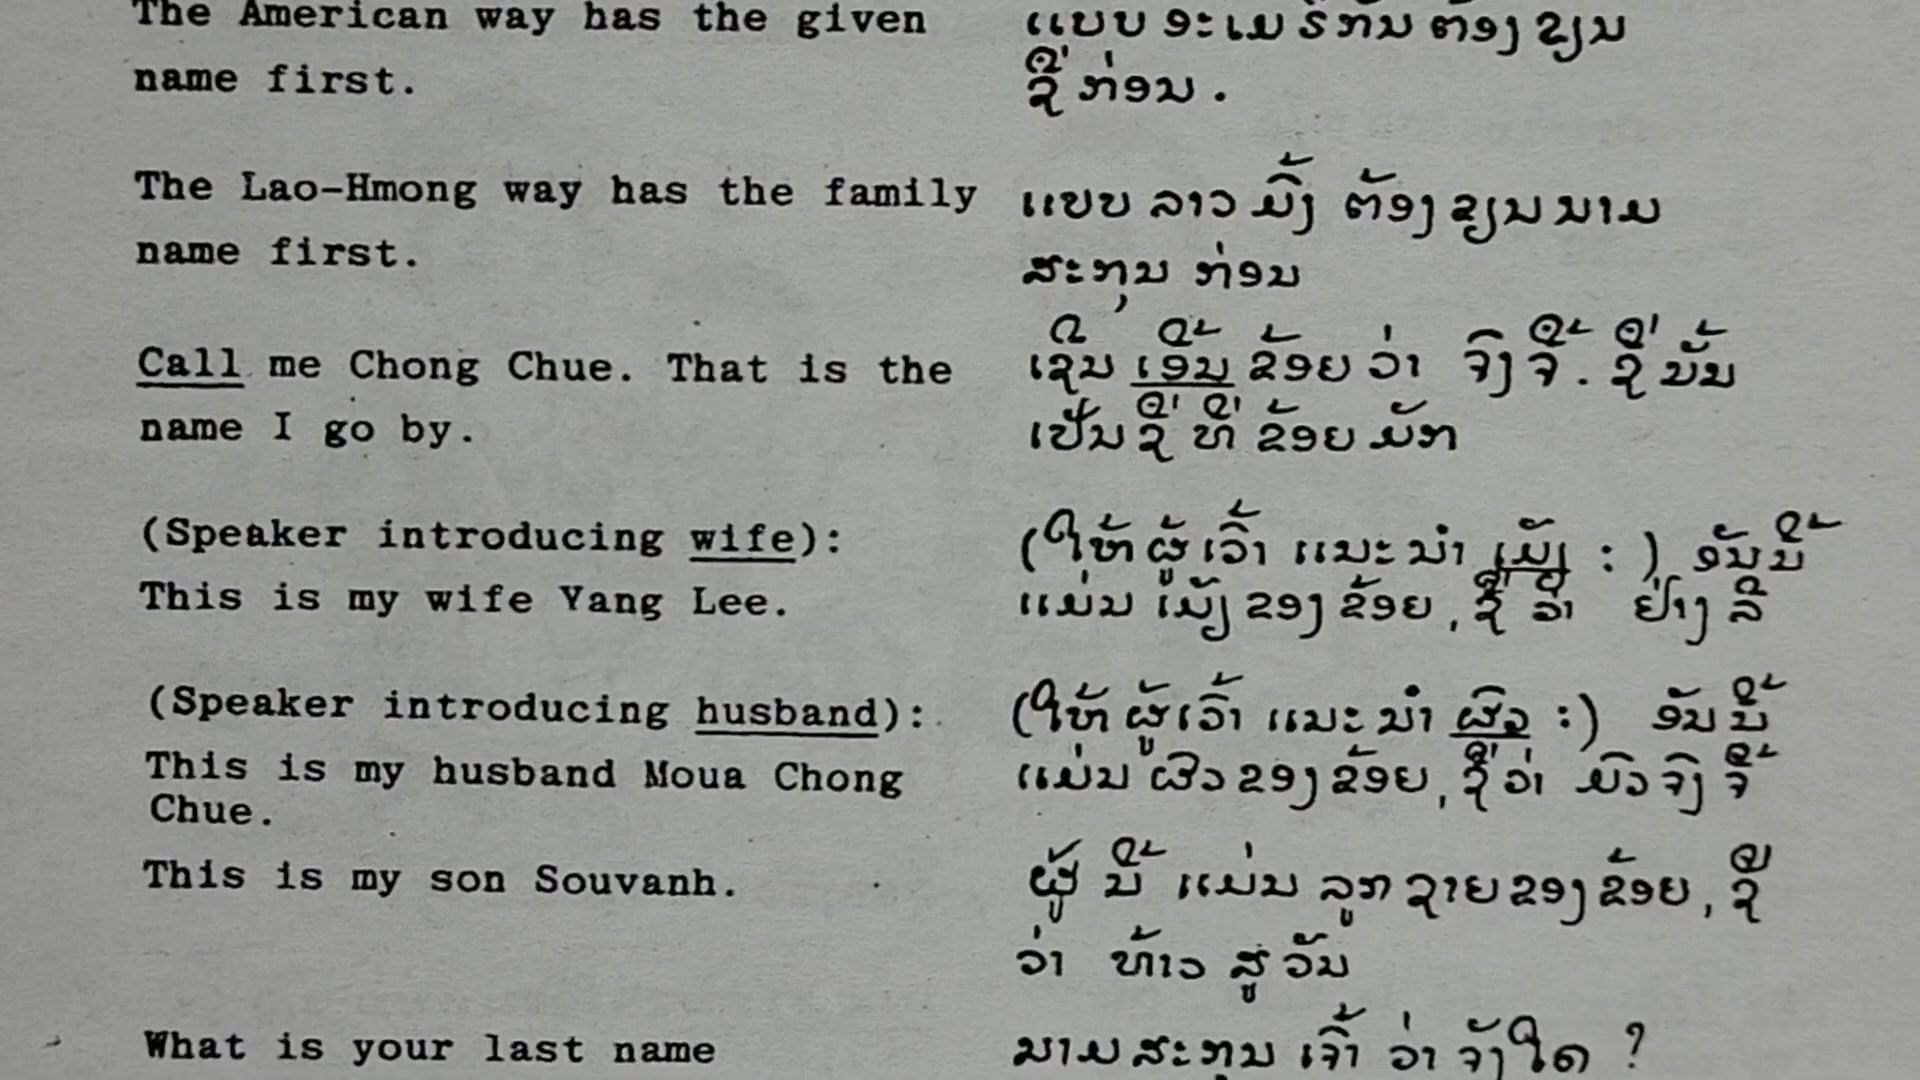 The American way has the given
name first.
ແບບ ອະເມຣິກັນ ຕ້ອງ ຂຽນ
ຊື່ ກ່ອນ.
The Lao-Hmong way has the family
name first.
ແບບ ລາວ ມົ້ງ ຕ້ອງ ຂຽນ ນາມ
ສະກຸນ ກ່ອນ
Call me Chong Chue. That is the
name I go by.
ເຊີນ ເອີ້ນ ຂ້ອຍ ວ່າ ຈົງ ຈື້. ຊື່ ນັ້ນ
ເປັນ ຊື່ ທີ່ ຂ້ອຍ ມັກ
(Speaker introducing wife):
This is my wife Yang Lee.
(ໃຫ້ ຜູ້ ເວົ້າ ແນະ ນຳ ເມັຽ :) ອັນ ນີ້
ແມ່ນ ເມັຽ ຂອງ ຂ້ອຍ, ຊື່ ວ່າ ຢ່າງ ລີ
(Speaker introducing husband):
This is my husband Moua Chong
Chue.
(ໃຫ້ ຜູ້ ເວົ້າ ແນະ ນຳ ຜົວ :) ອັນ ນີ້
ແມ່ນ ຜົວ ຂອງ ຂ້ອຍ, ຊື່ ວ່າ ມົວ ຈົງ ຈື້
This is my son Souvanh.
ຜູ້ ນີ້ ແມ່ນ ລູກ ຊາຍ ຂອງ ຂ້ອຍ, ຊື່
ວ່າ ທ້າວ ສູ ວັນ
What is your last name
ນາມ ສະກຸນ ເຈົ້າ ວ່າ ຈັ່ງ ໃດ ?